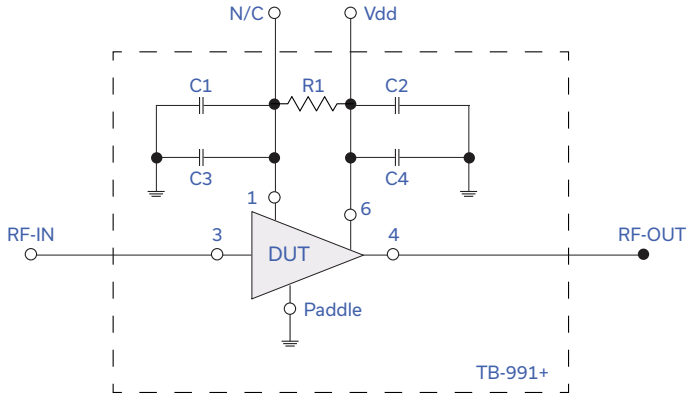 N/C
Vdd
C1
R1
C2
C3
C4
1
6
RF-IN
3
DUT
4
RF-OUT
Paddle
TB-991+